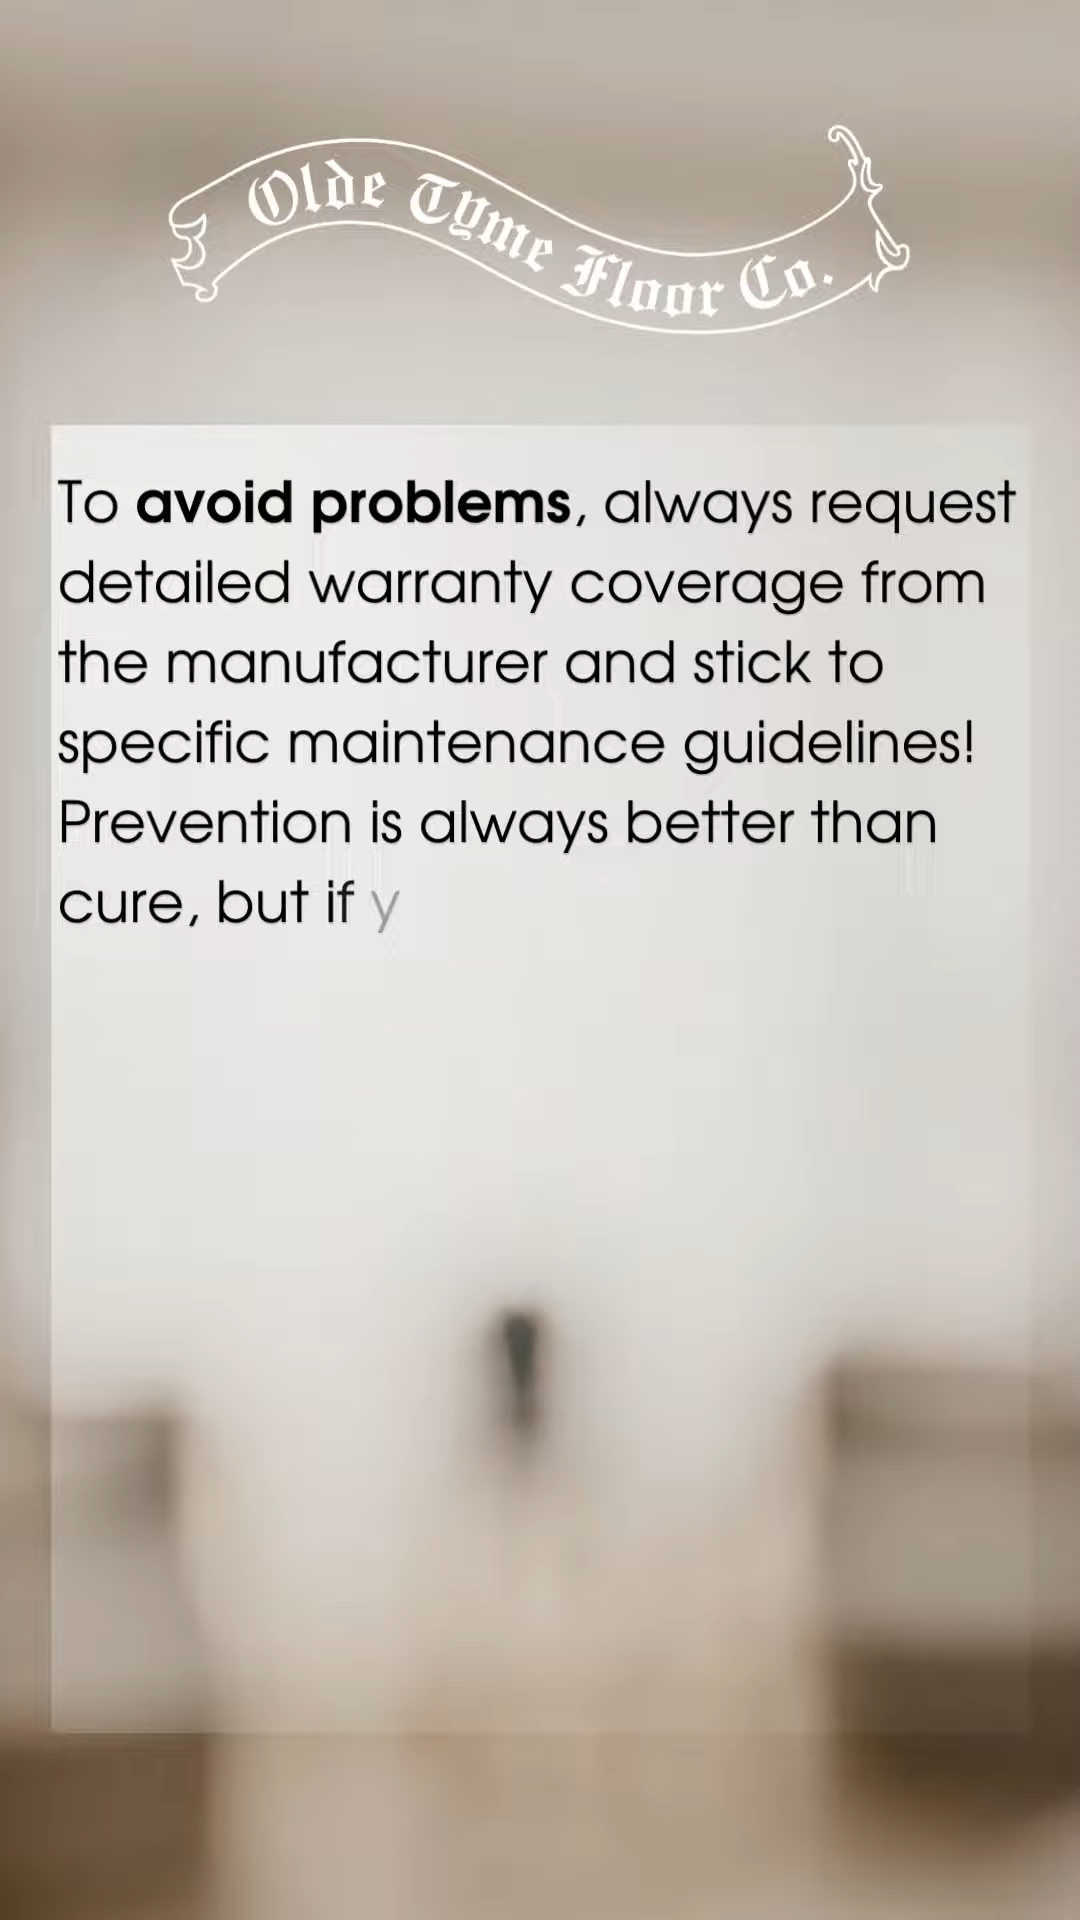 Olde Tyme Floor Co.
To avoid problems, always request
detailed warranty coverage from
the manufacturer and stick to
specific maintenance guidelines!
Prevention is always better than
cure, but if y